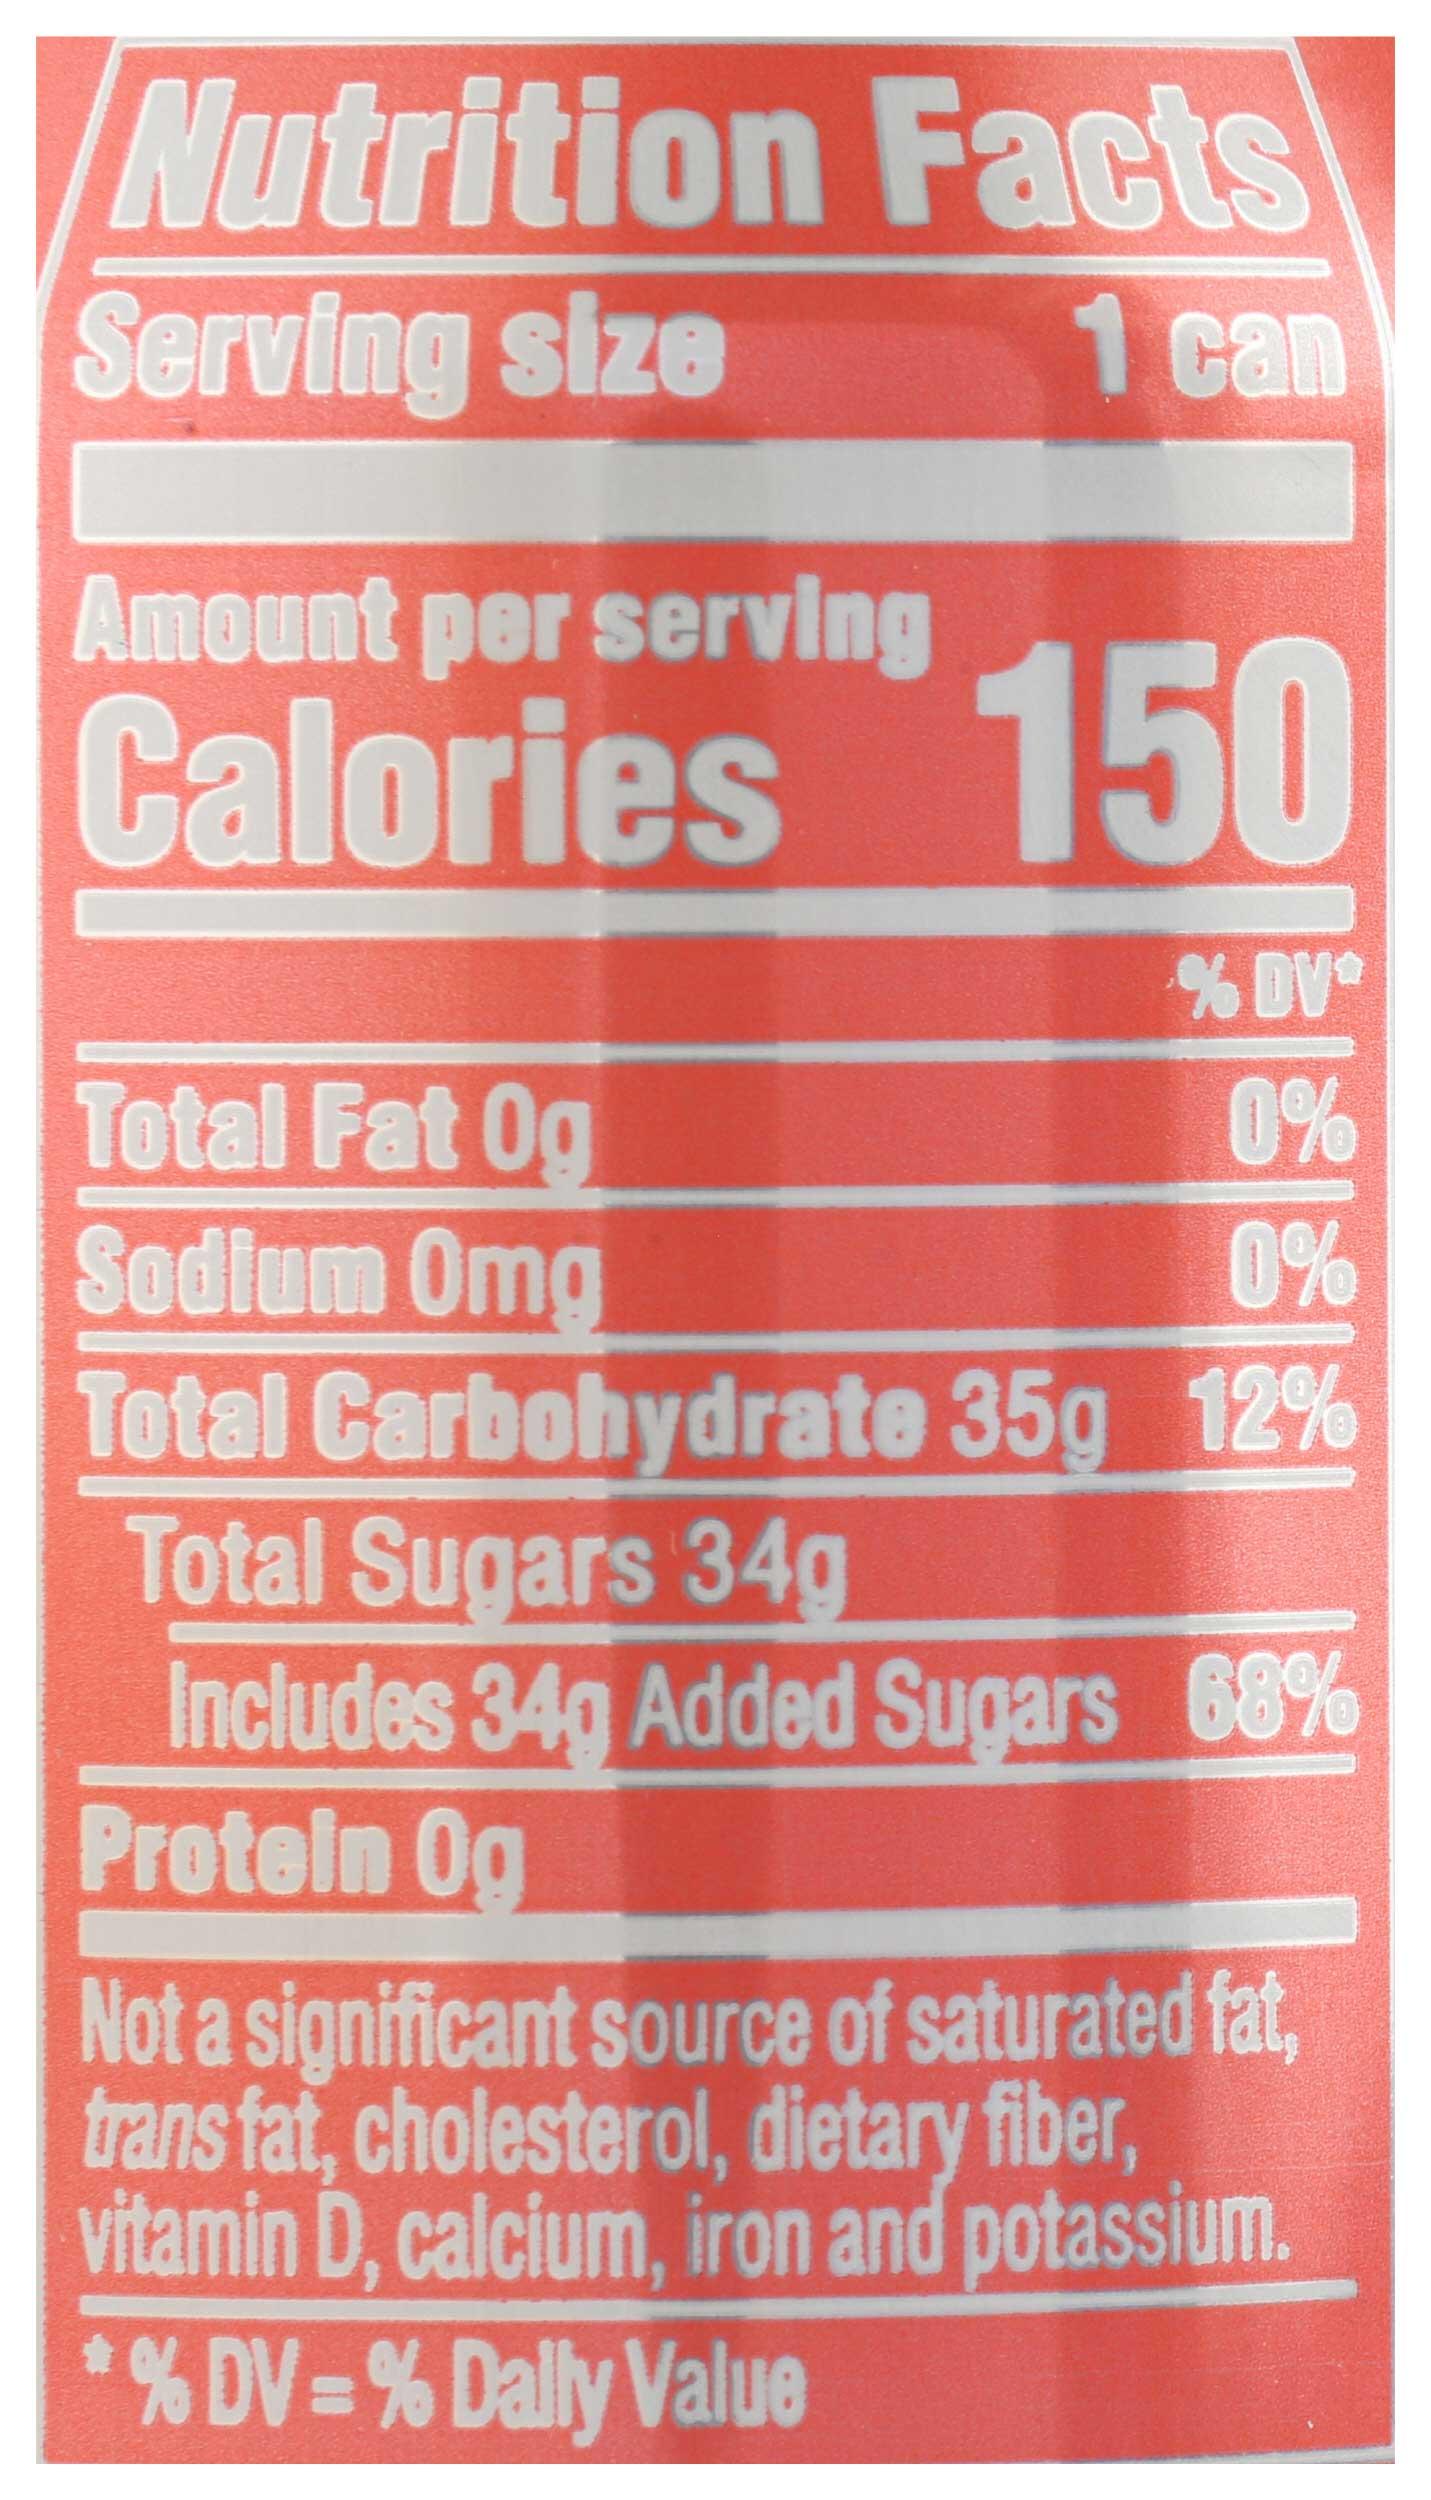 Nutrition Facts
Serving size 1 can
Amount per serving
Calories 150
% DV*
Total Fat 0g 0%
Sodium 0mg 0%
Total Carbohydrate 35g 12%
Total Sugars 34g
Includes 34g Added Sugars 68%
Protein 0g
Not a significant source of saturated fat,
trans fat, cholesterol, dietary fiber,
vitamin D, calcium, iron and potassium.
* % DV = % Daily Value